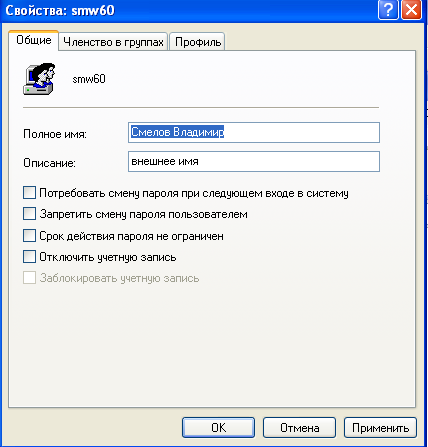 Свойства: smw60
Общие Членство в группах Профиль
smw60
Полное имя: Смелов Владимир
Описание: внешнее имя
Потребовать смену пароля при следующем входе в систему
Запретить смену пароля пользователем
Срок действия пароля не ограничен
Отключить учетную запись
Заблокировать учетную запись
OK Отмена Применить